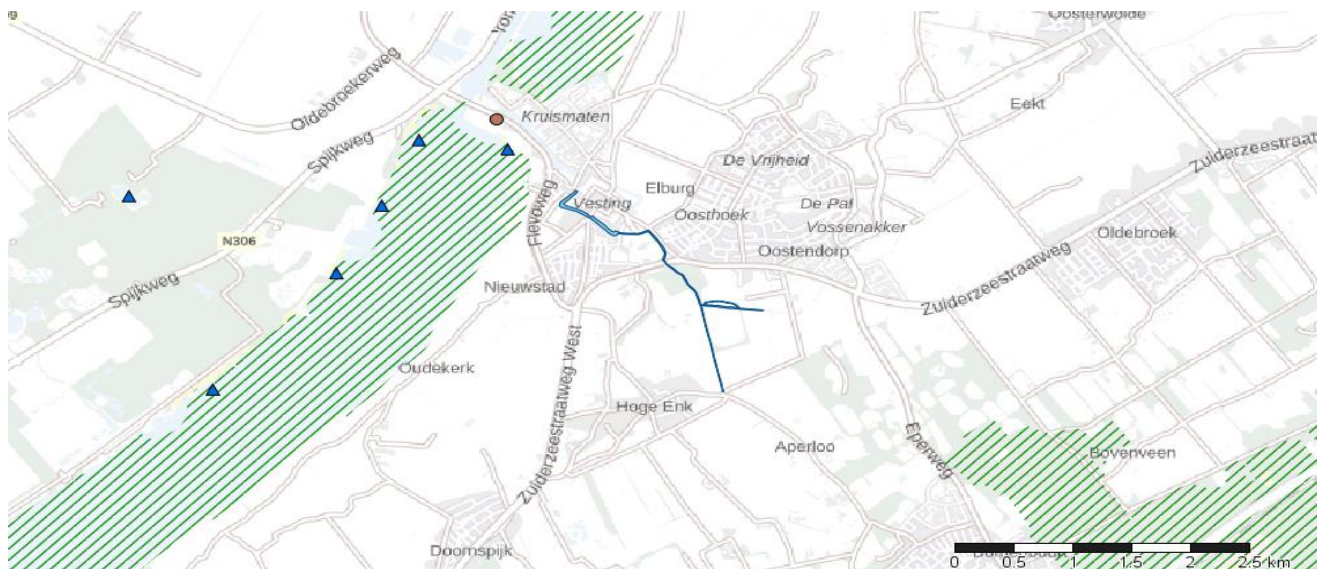 Oosterwolde
Oldebroekerweg
Kruismaten
Eekt
Spijkweg
De Vrijheid
Zuiderzeestraat
Elburg
Flevoweg
Vesting
Oosthoek
De Pal
Vossenakker
N306
Oostendorp
Oldebroek
Spijkweg
Nieuwstad
Zuiderzeestraatweg
Oudekerk
Zuiderzeestraatweg West
Hoge Enk
Aperloo
Eperweg
Bovenveen
Doornspijk
0 0.5 1 1.5 2 2.5 km